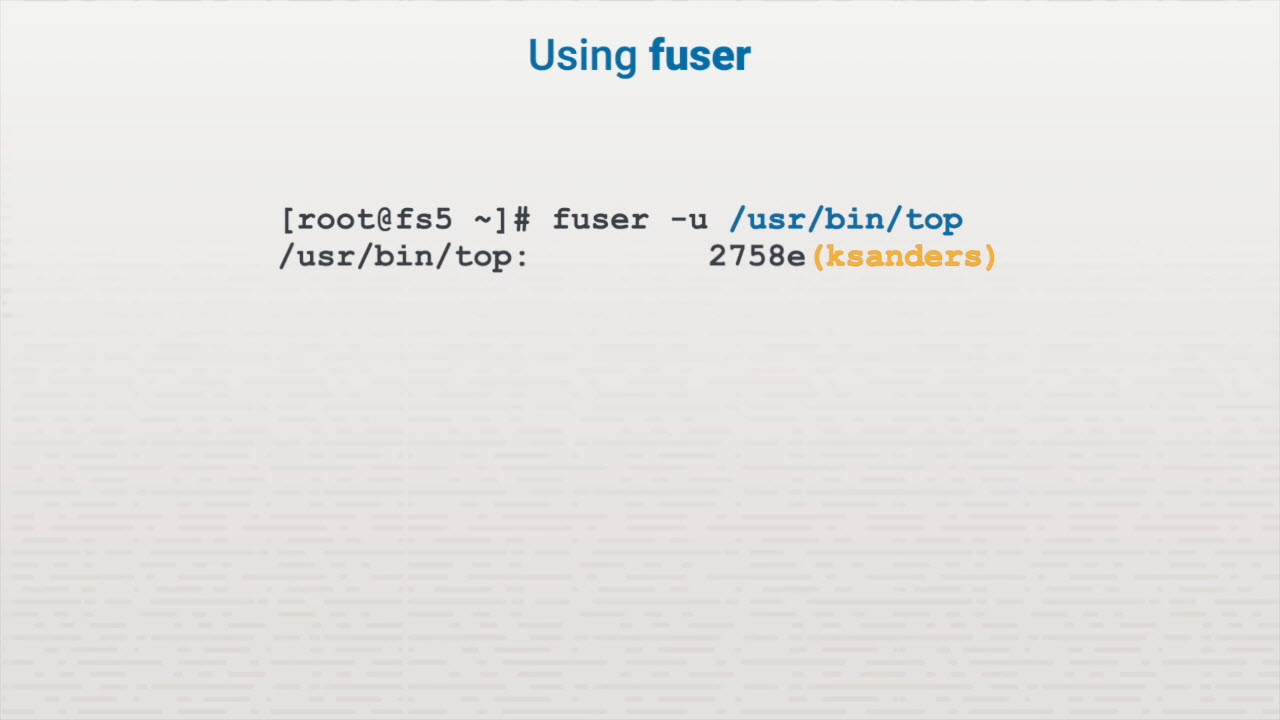 Using fuser
[root@fs5 ~]# fuser -u /usr/bin/top
/usr/bin/top:         2758e(ksanders)